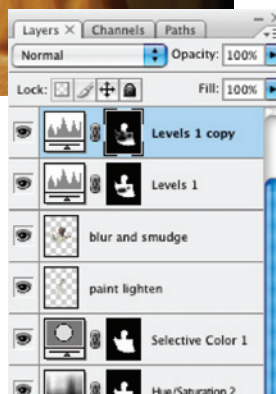 Layers X Channels Paths
Normal Opacity: 100%
Lock: Fill: 100%
Levels 1 copy
Levels 1
blur and smudge
paint lighten
Selective Color 1
Hue/Saturation 2